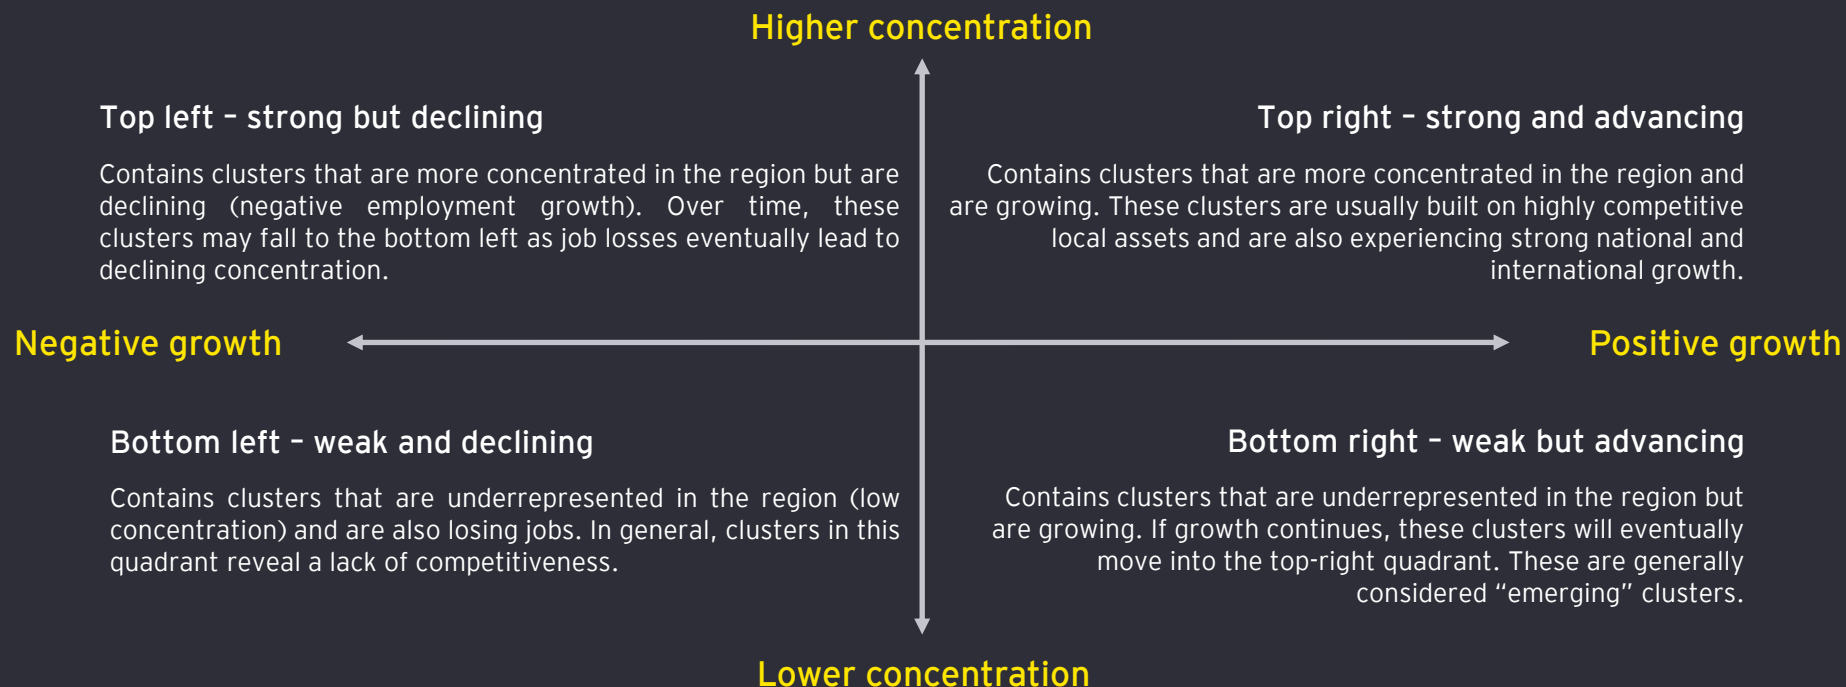 Higher concentration
Top left – strong but declining
Contains clusters that are more concentrated in the region but are
declining (negative employment growth). Over time, these
clusters may fall to the bottom left as job losses eventually lead to
declining concentration.
Top right – strong and advancing
Contains clusters that are more concentrated in the region and
are growing. These clusters are usually built on highly competitive
local assets and are also experiencing strong national and
international growth.
Negative growth
Positive growth
Bottom left – weak and declining
Contains clusters that are underrepresented in the region (low
concentration) and are also losing jobs. In general, clusters in this
quadrant reveal a lack of competitiveness.
Bottom right – weak but advancing
Contains clusters that are underrepresented in the region but
are growing. If growth continues, these clusters will eventually
move into the top-right quadrant. These are generally
considered “emerging” clusters.
Lower concentration